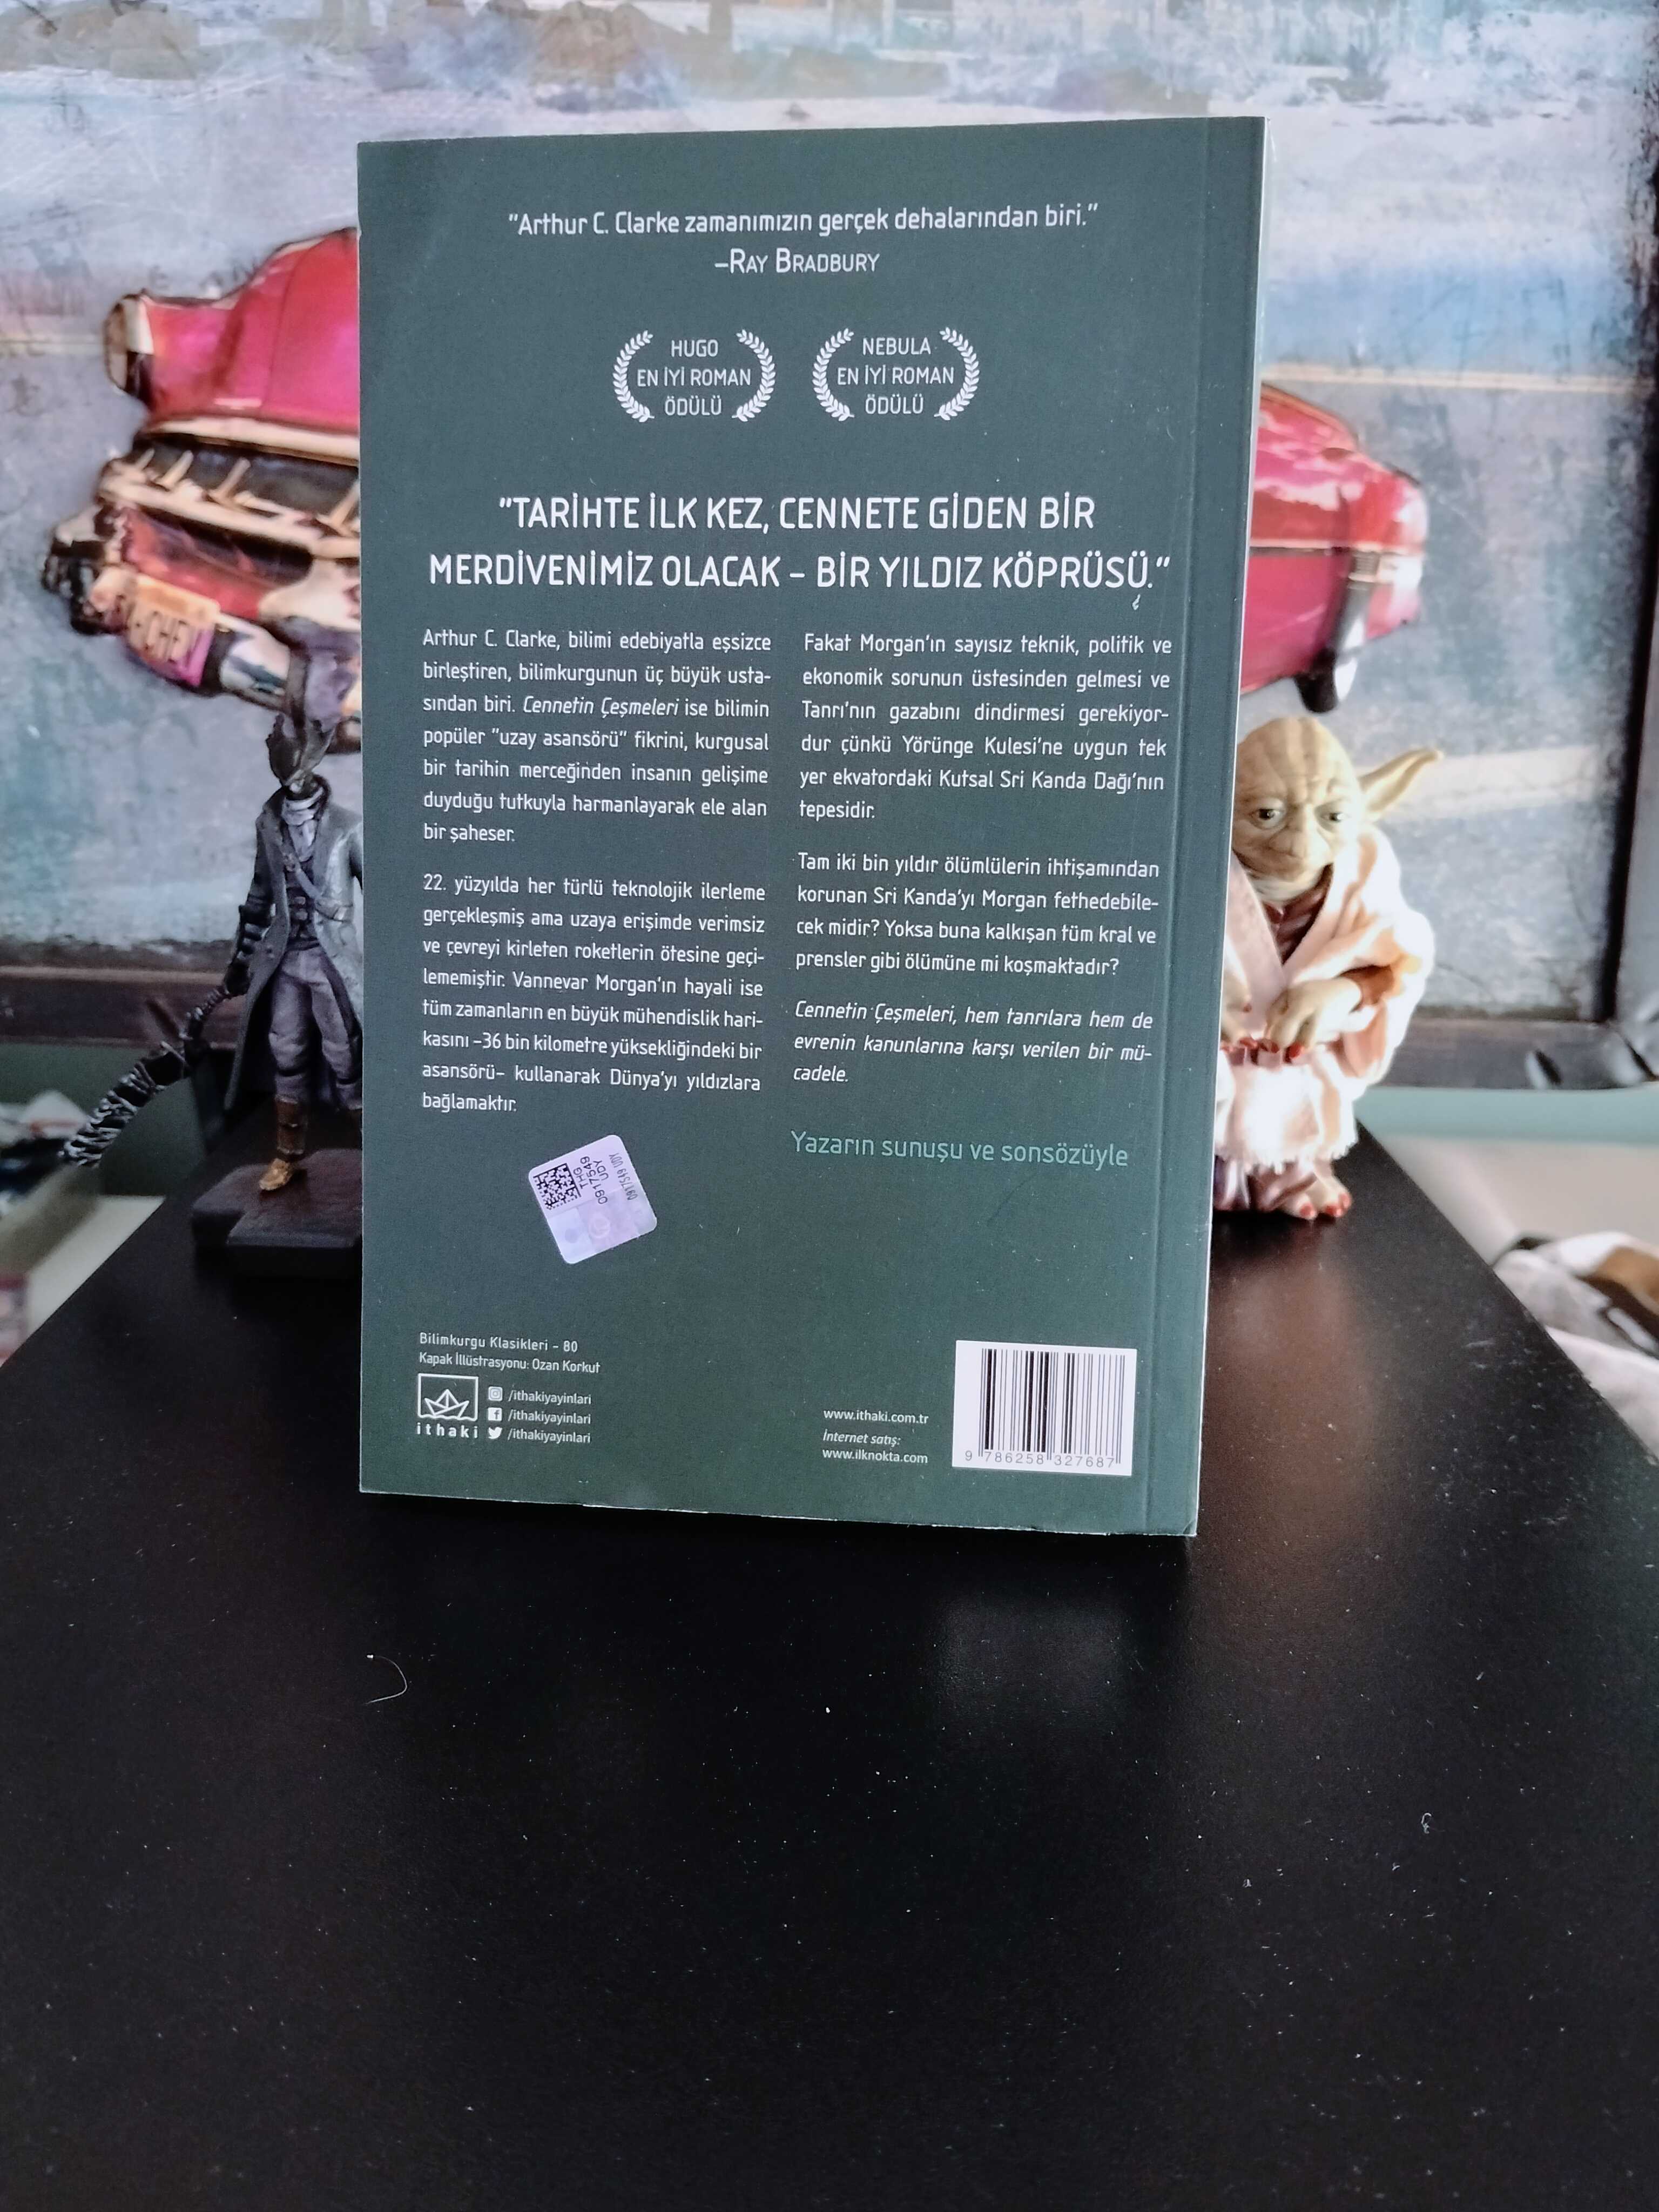 "Arthur C. Clarke zamanımızın gerçek dehalarından biri."
–RAY BRADBURY
HUGO
EN İYİ ROMAN
ÖDÜLÜ
NEBULA
EN İYİ ROMAN
ÖDÜLÜ
"TARİHTE İLK KEZ, CENNETE GİDEN BİR
MERDİVENİMİZ OLACAK – BİR YILDIZ KÖPRÜSÜ."
Arthur C. Clarke, bilimi edebiyatla eşsizce
birleştiren, bilimkurgunun üç büyük usta-
sından biri. Cennetin Çeşmeleri ise bilimin
popüler "uzay asansörü" fikrini, kurgusal
bir tarihin merceğinden insanın gelişime
duyduğu tutkuyla harmanlayarak ele alan
bir şaheser.
22. yüzyılda her türlü teknolojik ilerleme
gerçekleşmiş ama uzaya erişimde verimsiz
ve çevreyi kirleten roketlerin ötesine geçi-
lememiştir. Vannevar Morgan'ın hayali ise
tüm zamanların en büyük mühendislik hari-
kasını –36 bin kilometre yüksekliğindeki bir
asansörü– kullanarak Dünya'yı yıldızlara
bağlamaktır.
Fakat Morgan'ın sayısız teknik, politik ve
ekonomik sorunun üstesinden gelmesi ve
Tanrı'nın gazabını dindirmesi gerekiyor-
dur çünkü Yörünge Kulesi'ne uygun tek
yer ekvatordaki Kutsal Sri Kanda Dağı'nın
tepesidir.
Tam iki bin yıldır ölümlülerin ihtişamından
korunan Sri Kanda'yı Morgan fethedebile-
cek midir? Yoksa buna kalkışan tüm kral ve
prensler gibi ölümüne mi koşmaktadır?
Cennetin Çeşmeleri, hem tanrılara hem de
evrenin kanunlarına karşı verilen bir mü-
cadele.
Yazarın sunuşu ve sonsözüyle
THG
0917549
UDY
0917549 UDY
Bilimkurgu Klasikleri – 80
Kapak İllüstrasyonu: Ozan Korkut
ithaki
/ithakiyayinlari
/ithakiyayinlari
/ithakiyayinlari
www.ithaki.com.tr
İnternet satış:
www.ilknokta.com
9 786258 327687